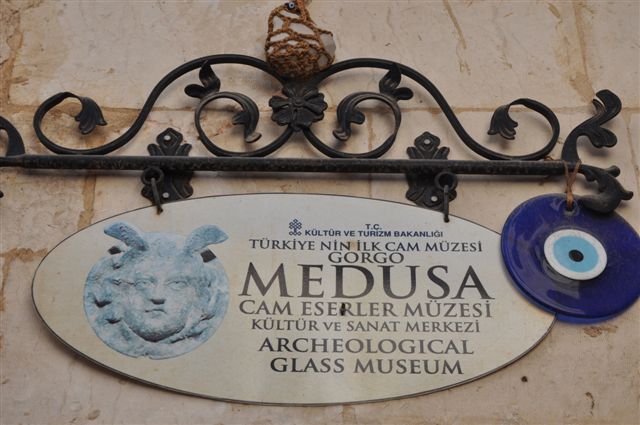 T.C.
KÜLTÜR VE TURİZM BAKANLIĞI
TÜRKİYE NİN İLK CAM MÜZESİ
GORGO
MEDUSA
CAM ESERLER MÜZESİ
KÜLTÜR VE SANAT MERKEZİ
ARCHEOLOGICAL
GLASS MUSEUM